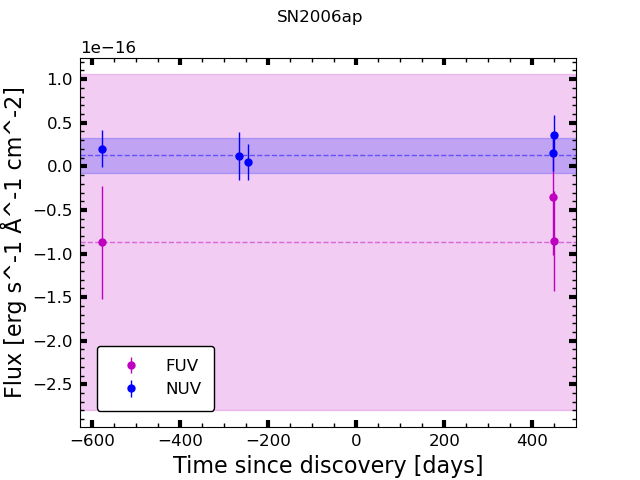 SN2006ap
1e−16
1.0
0.5
0.0
−0.5
−1.0
−1.5
−2.0
−2.5
Flux [erg s^-1 Å^-1 cm^-2]
FUV
NUV
−600 −400 −200 0 200 400
Time since discovery [days]